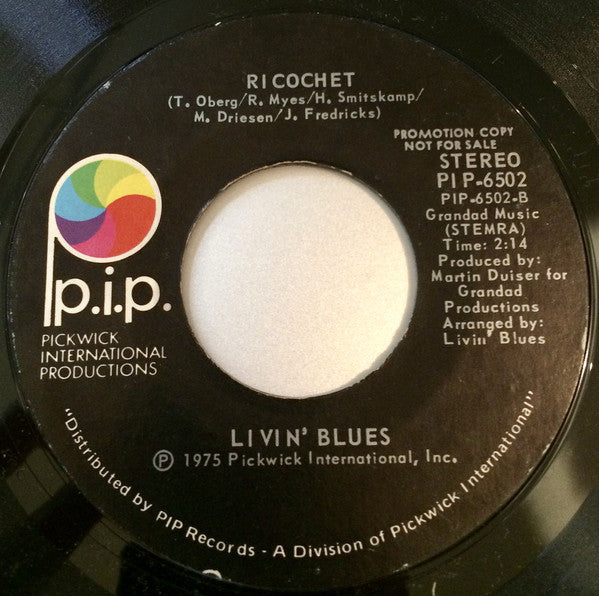 RICOCHET
(T. Oberg/R. Myes/H. Smitskamp/
M. Driesen/J. Fredricks)
PROMOTION COPY
NOT FOR SALE
STEREO
PIP-6502
PIP-6502-B
Grandad Music
(STEMRA)
Time: 2:14
Produced by:
Martin Duiser for
Grandad
Productions
Arranged by:
Livin' Blues
p.i.p.
PICKWICK
INTERNATIONAL
PRODUCTIONS
LIVIN' BLUES
Ⓟ 1975 Pickwick International, Inc.
"Distributed by PIP Records - A Division of Pickwick International"